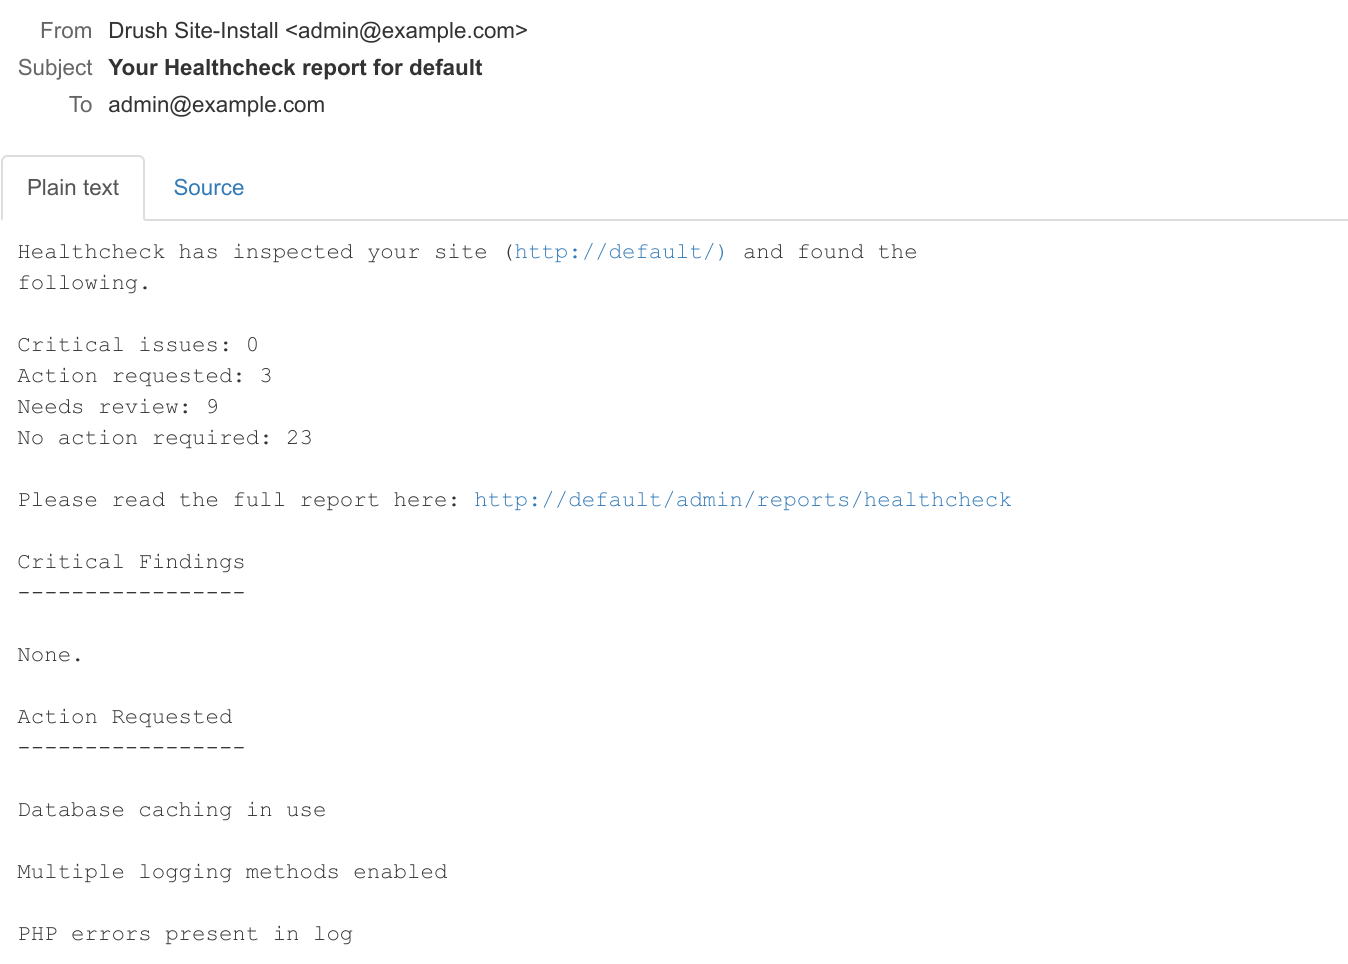 From Drush Site-Install <admin@example.com>
Subject Your Healthcheck report for default
To admin@example.com
Plain text Source
Healthcheck has inspected your site (http://default/) and found the
following.
Critical issues: 0
Action requested: 3
Needs review: 9
No action required: 23
Please read the full report here: http://default/admin/reports/healthcheck
Critical Findings
-----------------
None.
Action Requested
-----------------
Database caching in use
Multiple logging methods enabled
PHP errors present in log